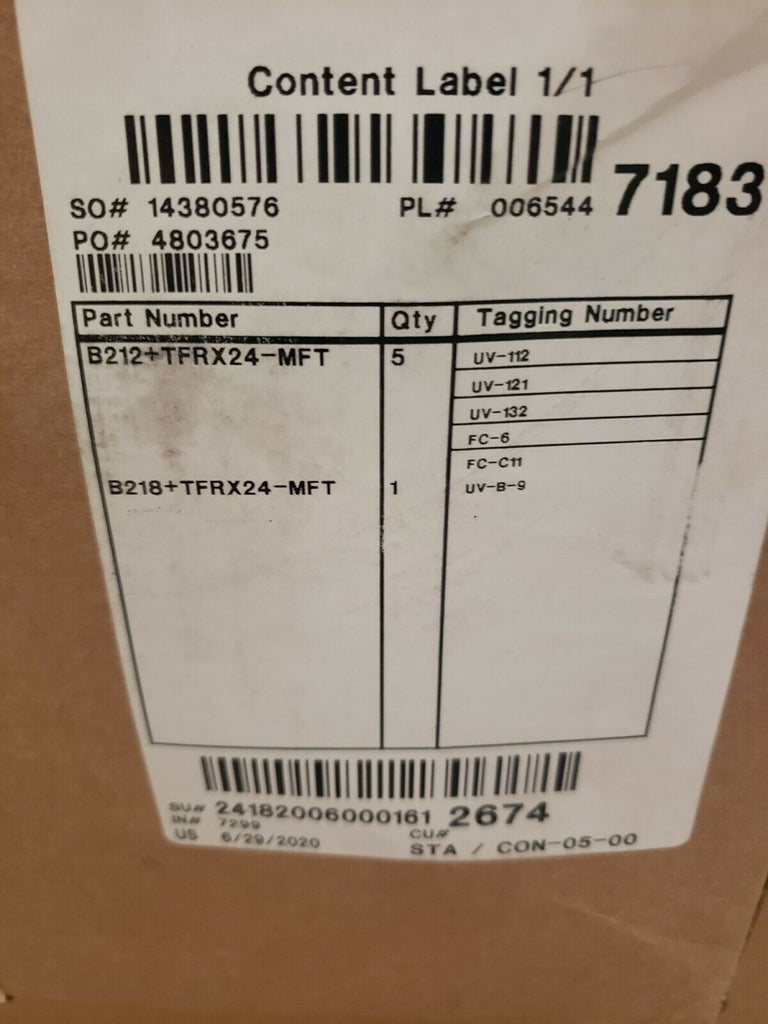 Content Label 1/1
SO# 14380576 PL# 006544 7183
PO# 4803675
Part Number Qty Tagging Number
B212+TFRX24-MFT 5 UV-112
UV-121
UV-132
FC-6
FC-C11
B218+TFRX24-MFT 1 UV-B-9
SU# 24182006000161 2674
IN# 7299 CU#
US 6/29/2020 STA / CON-05-00